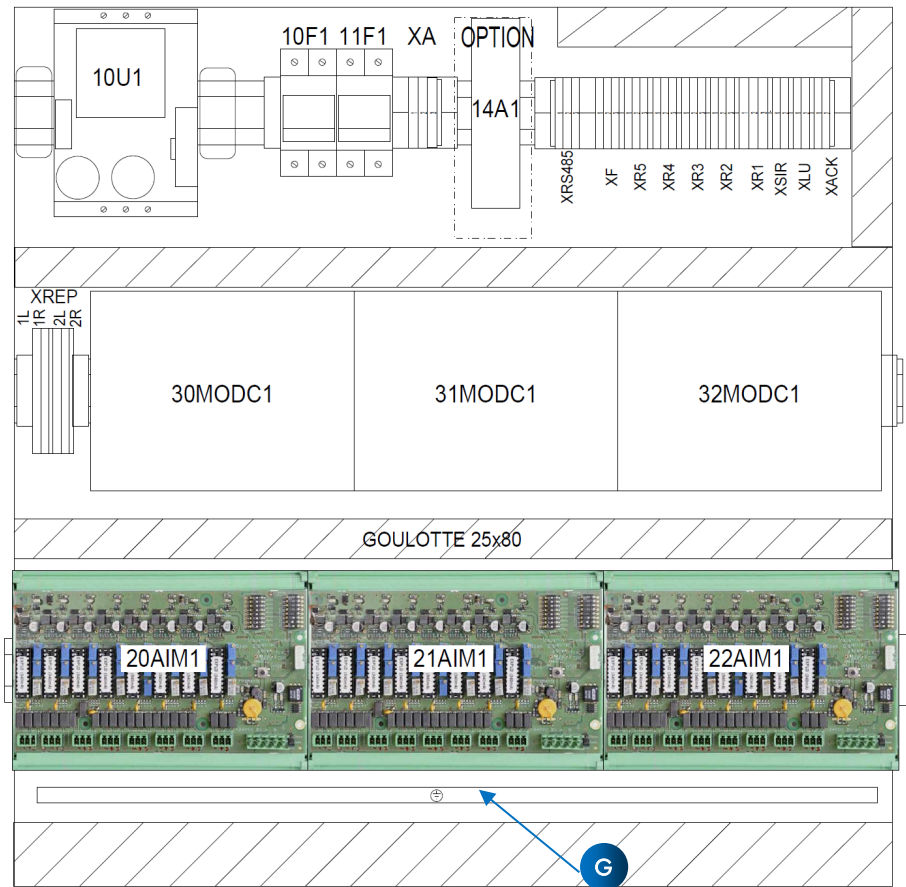 10F1 11F1 XA OPTION
10U1
14A1
XRS485 XF XR5 XR4 XR3 XR2 XR1 XSIR XLU XACK
XREP
1L 1R 2L 2R
30MODC1 31MODC1 32MODC1
GOULOTTE 25x80
20AIM1 21AIM1 22AIM1
G